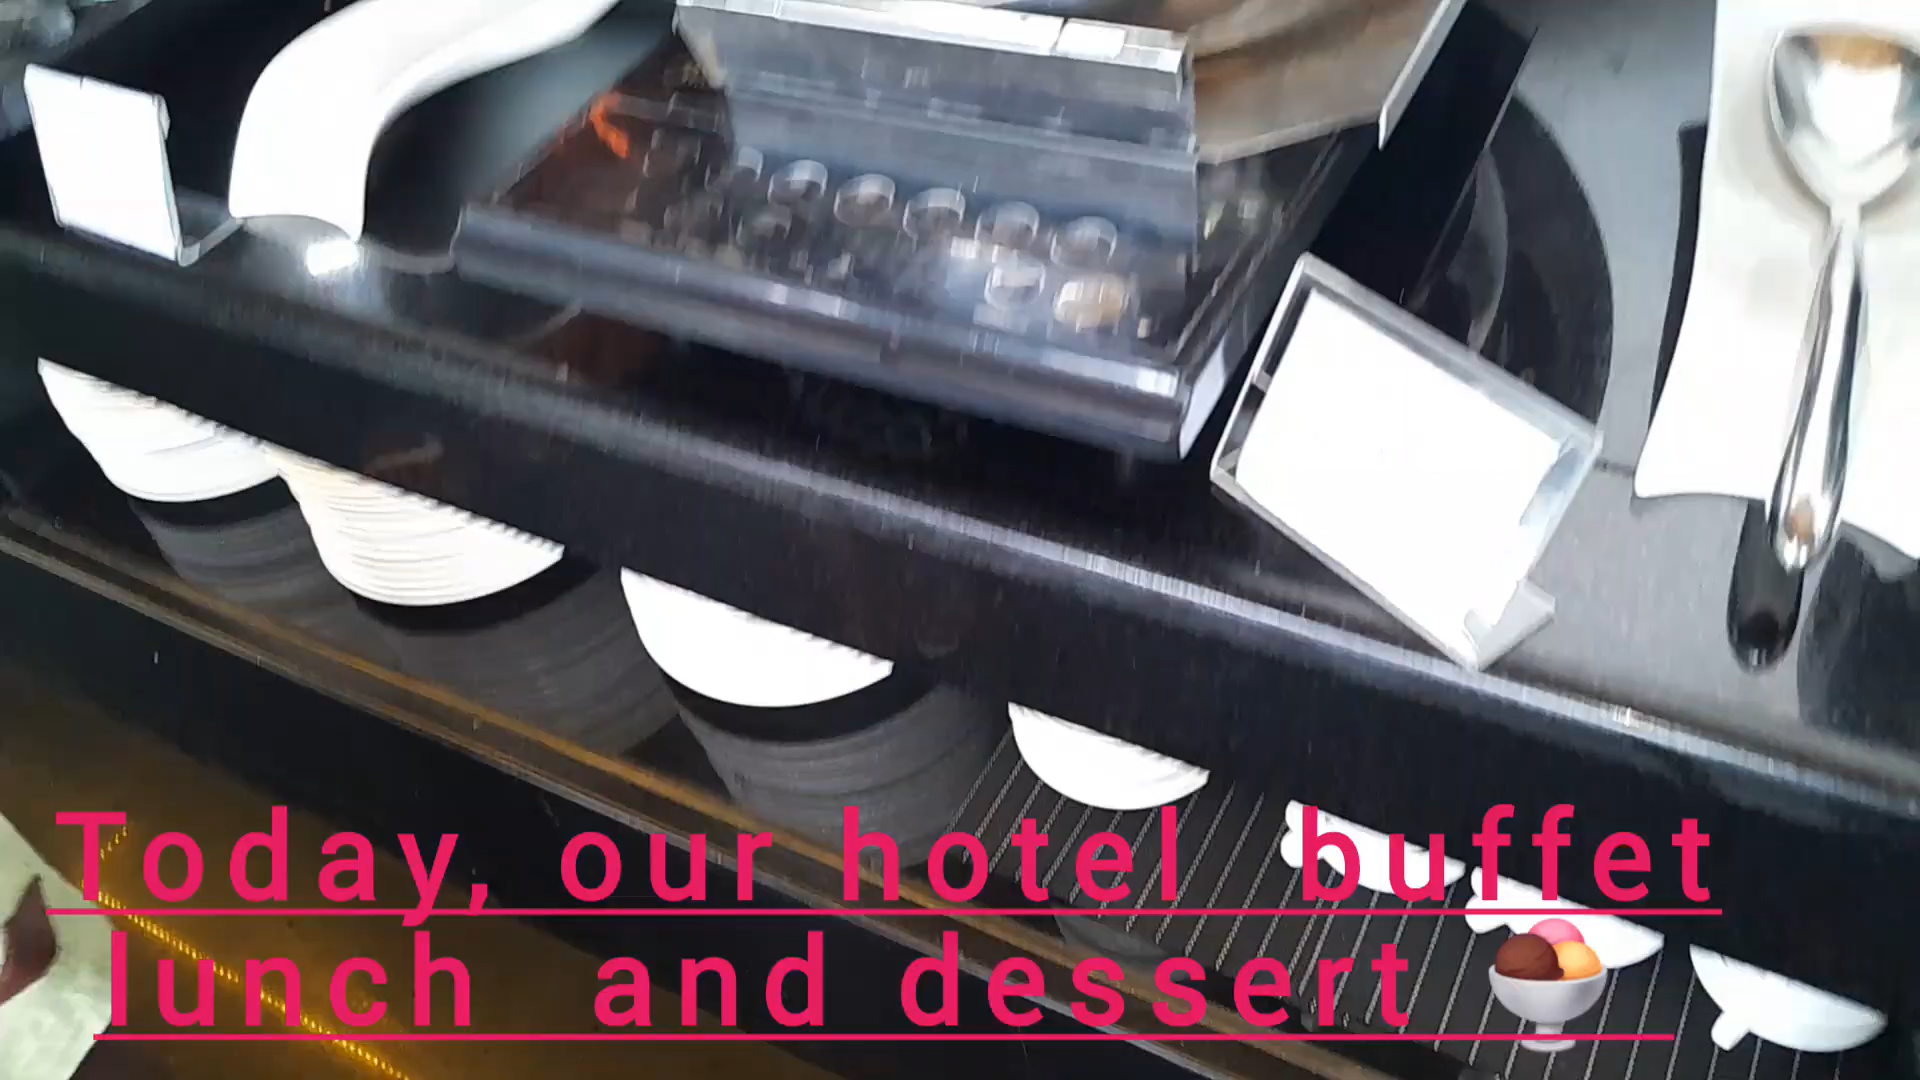 Today, our hotel buffet
lunch and dessert 🍨